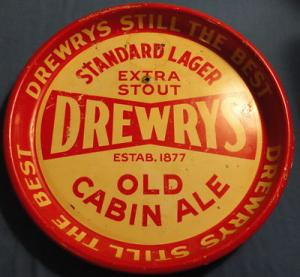 DREWRYS STILL THE BEST
STANDARD LAGER
EXTRA
STOUT
DREWRYS
ESTAB. 1877
OLD
CABIN ALE
DREWRYS STILL THE BEST